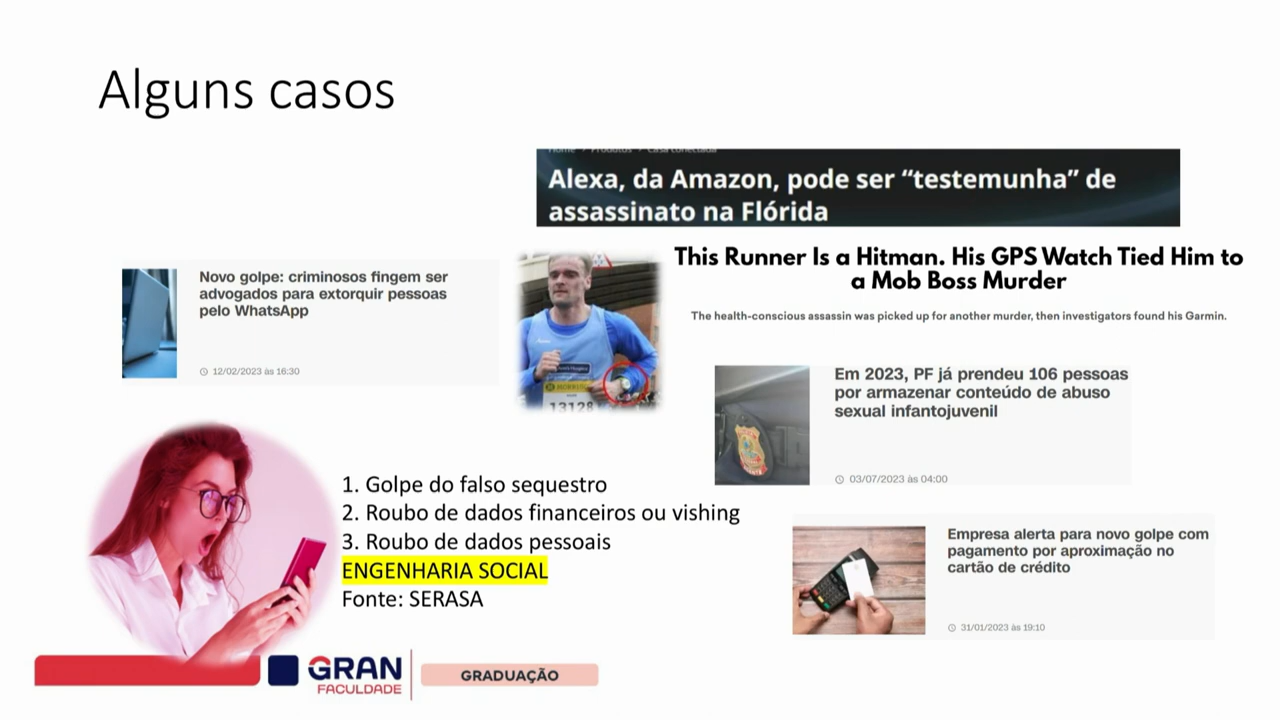 Alguns casos
Home > Produtos > Casa conectada
Alexa, da Amazon, pode ser “testemunha” de
assassinato na Flórida
This Runner Is a Hitman. His GPS Watch Tied Him to
a Mob Boss Murder
The health-conscious assassin was picked up for another murder, then investigators found his Garmin.
Novo golpe: criminosos fingem ser
advogados para extorquir pessoas
pelo WhatsApp
12/02/2023 às 16:30
MORRISONS
13128
Em 2023, PF já prendeu 106 pessoas
por armazenar conteúdo de abuso
sexual infantojuvenil
03/07/2023 às 04:00
1. Golpe do falso sequestro
2. Roubo de dados financeiros ou vishing
3. Roubo de dados pessoais
ENGENHARIA SOCIAL
Fonte: SERASA
Empresa alerta para novo golpe com
pagamento por aproximação no
cartão de crédito
31/01/2023 às 19:10
GRAN
FACULDADE
GRADUAÇÃO